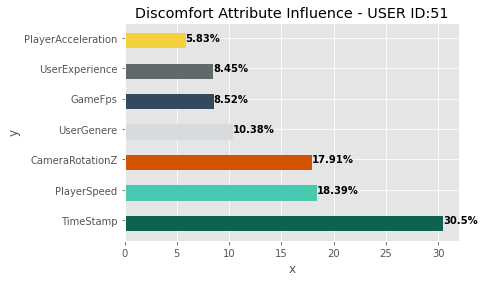 Discomfort Attribute Influence - USER ID:51
PlayerAcceleration 5.83%
UserExperience 8.45%
GameFps 8.52%
UserGenere 10.38%
CameraRotationZ 17.91%
PlayerSpeed 18.39%
TimeStamp 30.5%
y
0 5 10 15 20 25 30
x